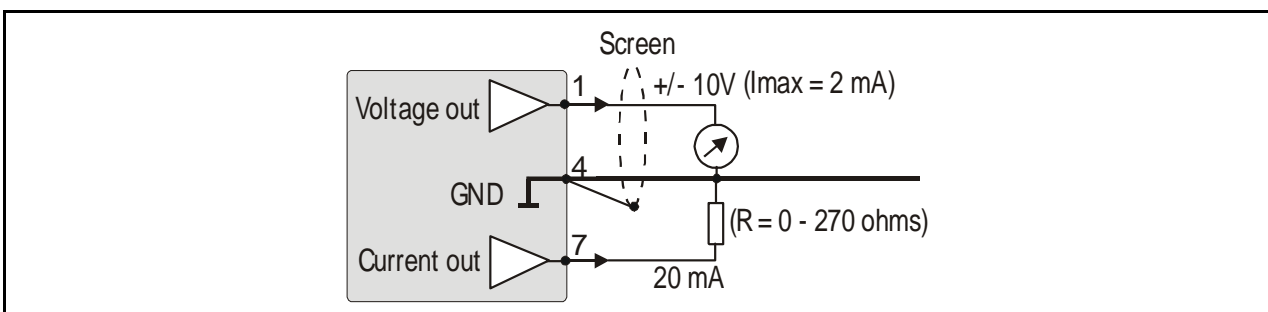 Screen
1
+/- 10V (Imax = 2 mA)
Voltage out
4
GND
(R = 0 - 270 ohms)
7
Current out
20 mA